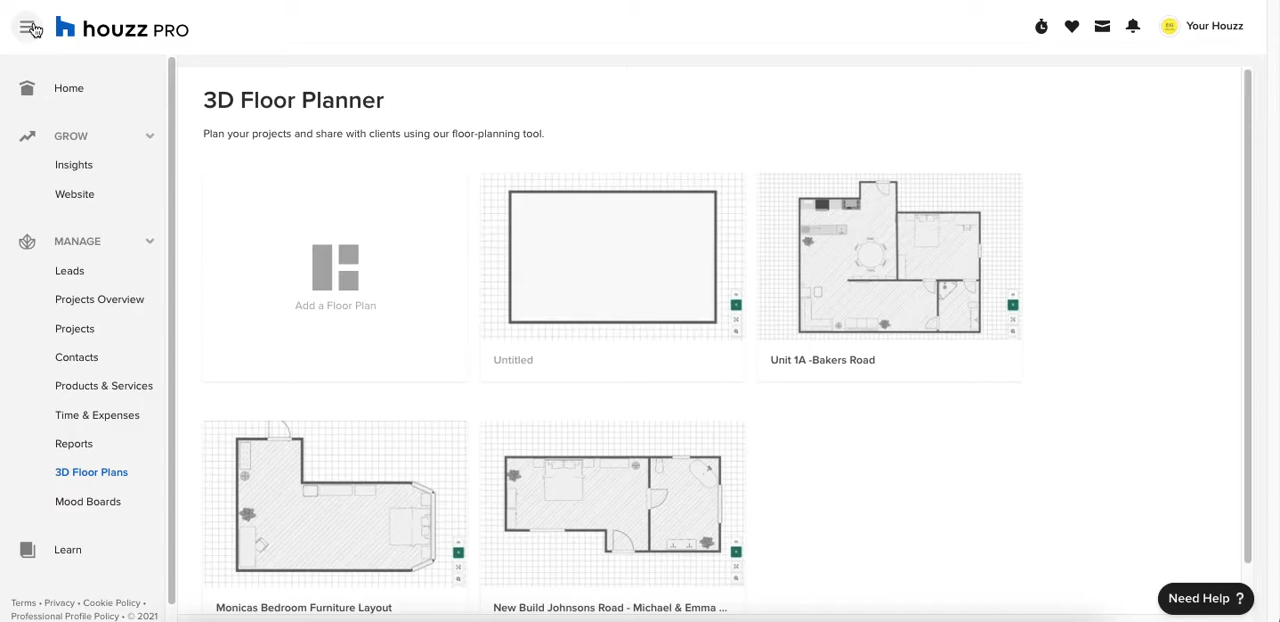 houzz PRO
Your Houzz
Home
GROW
Insights
Website
MANAGE
Leads
Projects Overview
Projects
Contacts
Products & Services
Time & Expenses
Reports
3D Floor Plans
Mood Boards
Learn
Terms • Privacy • Cookie Policy •
Professional Profile Policy • © 2021
3D Floor Planner
Plan your projects and share with clients using our floor-planning tool.
Add a Floor Plan
Untitled
Unit 1A -Bakers Road
Monicas Bedroom Furniture Layout
New Build Johnsons Road - Michael & Emma ...
Need Help ?